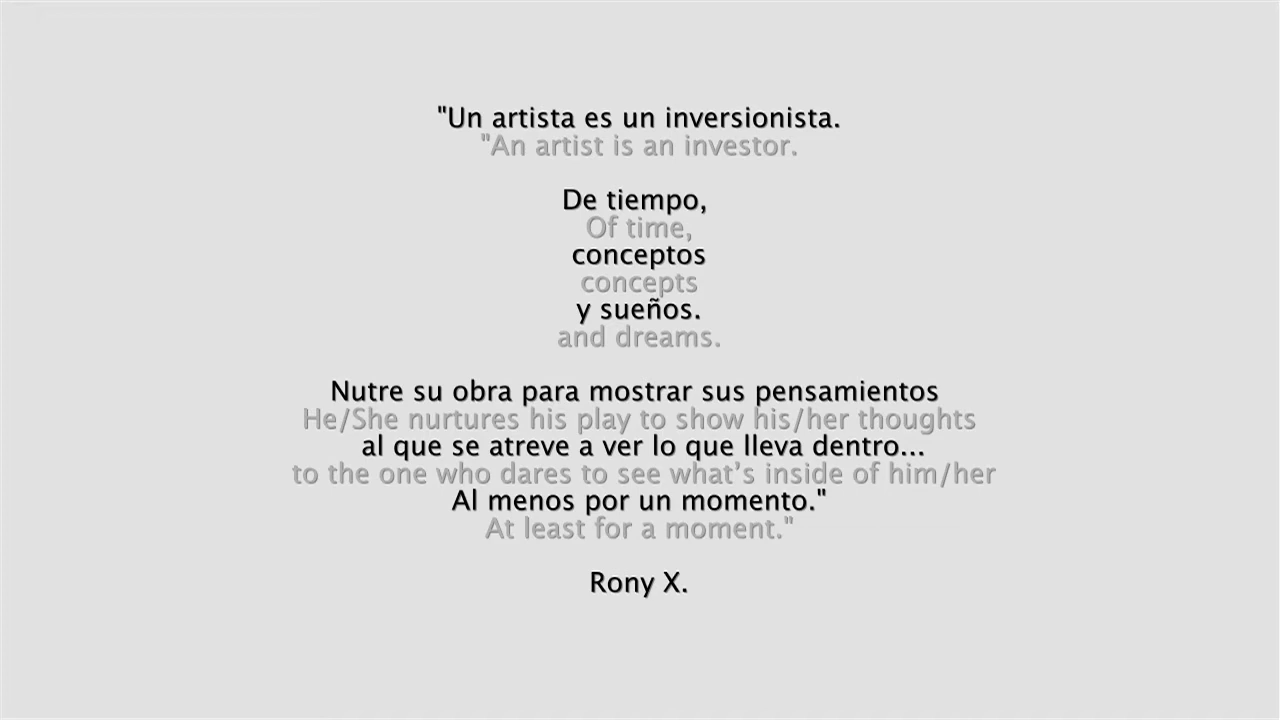 "Un artista es un inversionista.
"An artist is an investor.
De tiempo,
Of time,
conceptos
concepts
y sueños.
and dreams.
Nutre su obra para mostrar sus pensamientos
He/She nurtures his play to show his/her thoughts
al que se atreve a ver lo que lleva dentro...
to the one who dares to see what’s inside of him/her
Al menos por un momento."
At least for a moment."
Rony X.